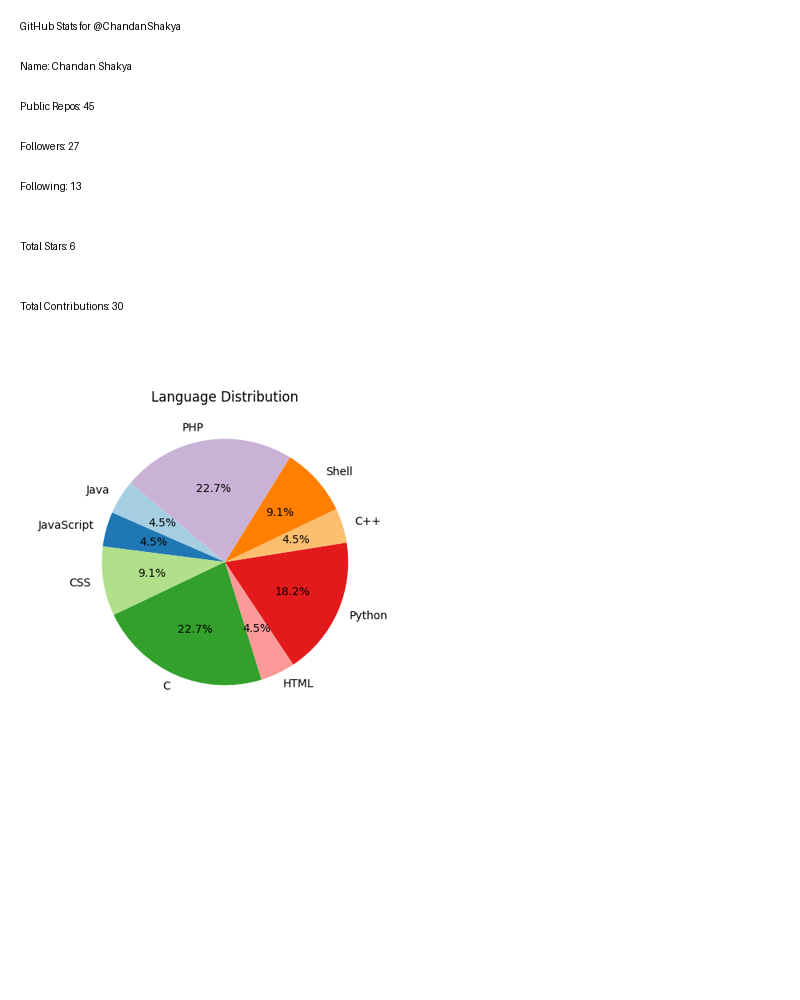 GitHub Stats for @ChandanShakya
Name: Chandan Shakya
Public Repos: 45
Followers: 27
Following: 13
Total Stars: 6
Total Contributions: 30
Language Distribution
PHP
Shell
22.7%
Java
9.1%
C++
4.5%
JavaScript
4.5%
4.5%
CSS
9.1%
18.2%
Python
22.7%
4.5%
C
HTML